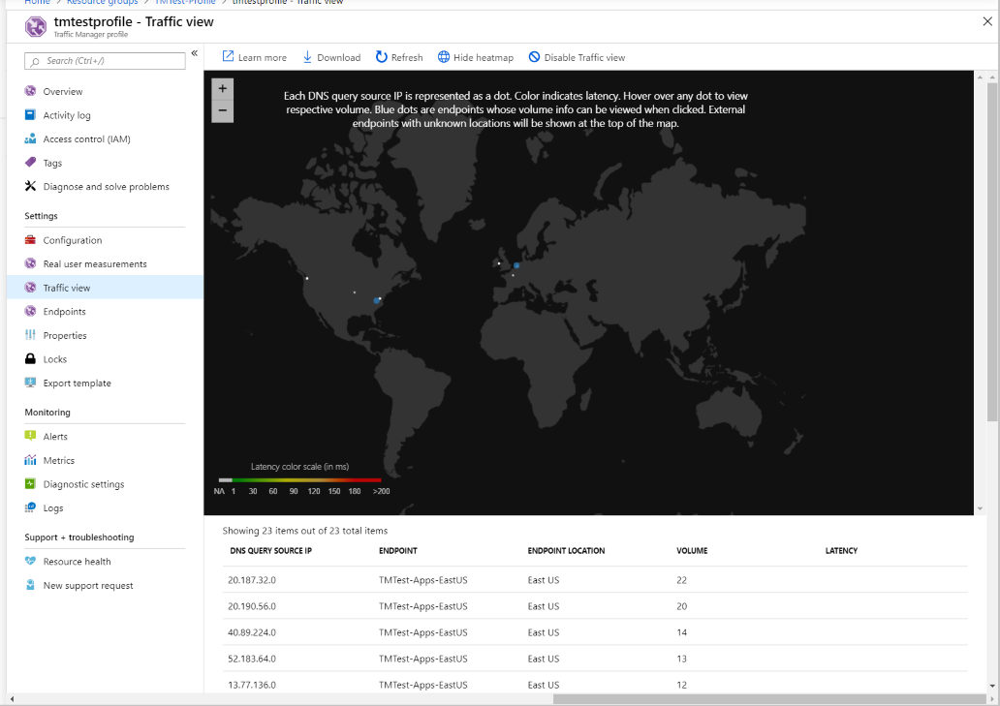 Home > Resource groups > TMTest-Profile > tmtestprofile - Traffic view
tmtestprofile - Traffic view
Traffic Manager profile
Search (Ctrl+/)
«
Overview
Activity log
Access control (IAM)
Tags
Diagnose and solve problems
Settings
Configuration
Real user measurements
Traffic view
Endpoints
Properties
Locks
Export template
Monitoring
Alerts
Metrics
Diagnostic settings
Logs
Support + troubleshooting
Resource health
New support request
Learn more Download Refresh Hide heatmap Disable Traffic view
+
−
Each DNS query source IP is represented as a dot. Color indicates latency. Hover over any dot to view
respective volume. Blue dots are endpoints whose volume info can be viewed when clicked. External
endpoints with unknown locations will be shown at the top of the map.
Latency color scale (in ms)
NA 1 30 60 90 120 150 180 >200
Showing 23 items out of 23 total items
DNS QUERY SOURCE IP ENDPOINT ENDPOINT LOCATION VOLUME LATENCY
20.187.32.0 TMTest-Apps-EastUS East US 22
20.190.56.0 TMTest-Apps-EastUS East US 20
40.89.224.0 TMTest-Apps-EastUS East US 14
52.183.64.0 TMTest-Apps-EastUS East US 13
13.77.136.0 TMTest-Apps-EastUS East US 12